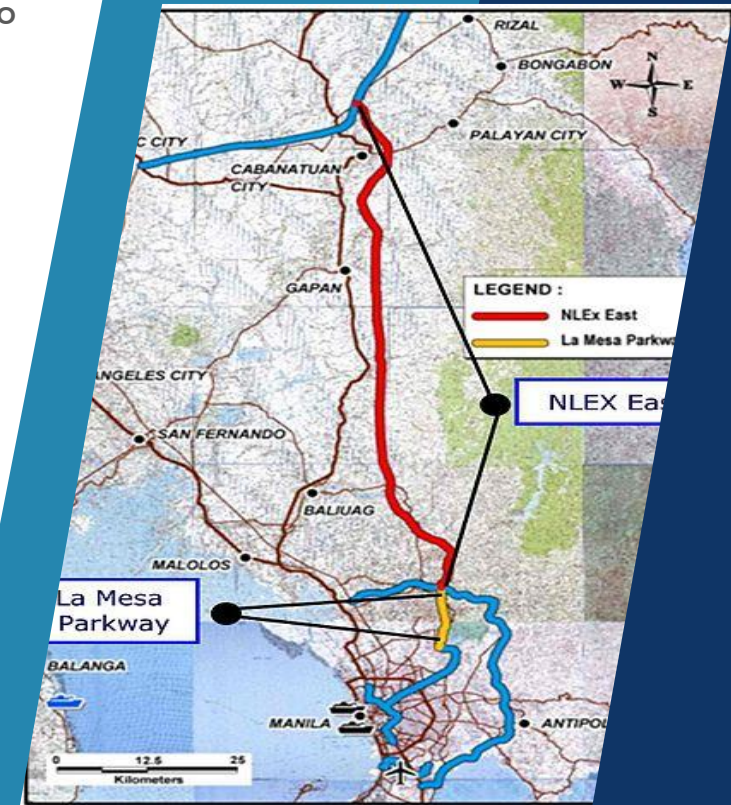 O
RIZAL
BONGABON
N
W E
S
PALAYAN CITY
C CITY
CABANATUAN
CITY
GAPAN
LEGEND :
NLEx East
La Mesa Parkwa
ANGELES CITY
NLEX Eas
SAN FERNANDO
BALIUAG
MALOLOS
La Mesa
Parkway
BALANGA
MANILA
ANTIPOL
0 12.5 25
Kilometers